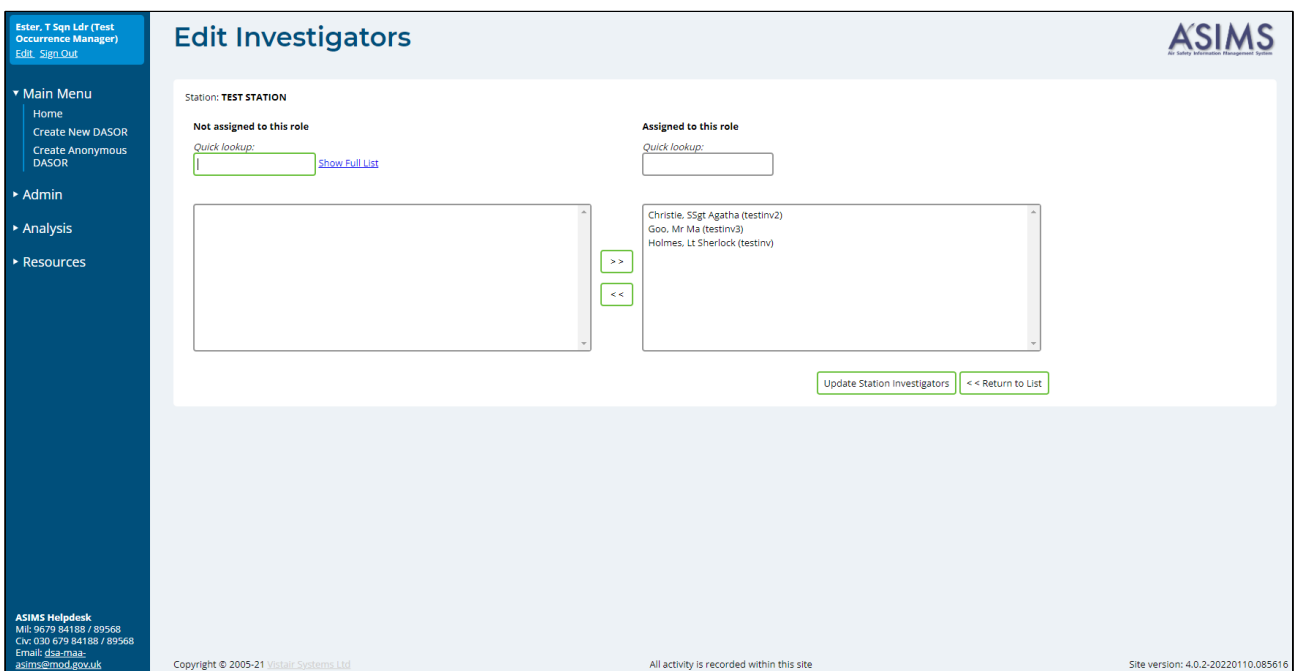 Ester, T Sqn Ldr (Test
Occurrence Manager)
Edit Sign Out
▾ Main Menu
Home
Create New DASOR
Create Anonymous
DASOR
▸ Admin
▸ Analysis
▸ Resources
ASIMS Helpdesk
Mil: 9679 84188 / 89568
Civ: 030 679 84188 / 89568
Email: dsa-maa-
asims@mod.gov.uk
Edit Investigators
ASIMS
Air Safety Information Management System
Station: TEST STATION
Not assigned to this role
Quick lookup:
Show Full List
>>
<<
Assigned to this role
Quick lookup:
Christie, SSgt Agatha (testinv2)
Goo, Mr Ma (testinv3)
Holmes, Lt Sherlock (testinv)
Update Station Investigators
<< Return to List
Copyright © 2005-21 Vistair Systems Ltd
All activity is recorded within this site
Site version: 4.0.2-20220110.085616